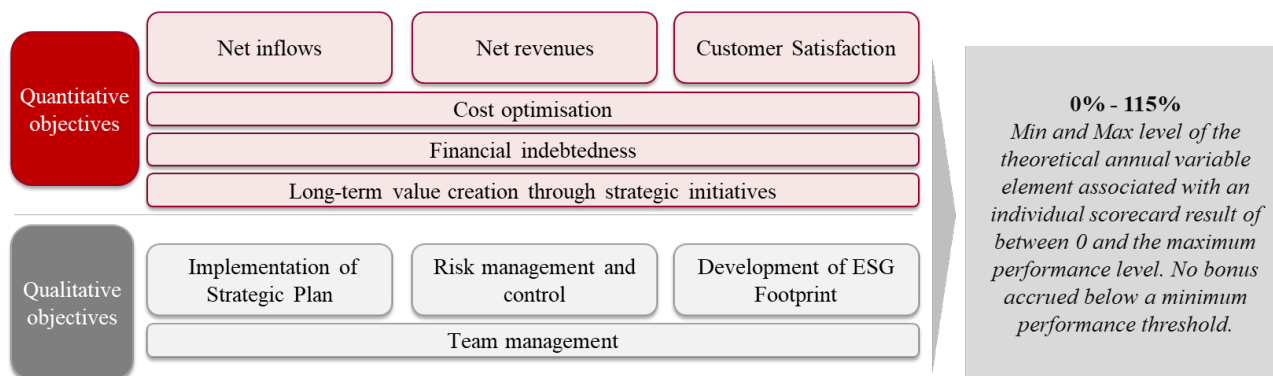 Quantitative
objectives
Net inflows
Net revenues
Customer Satisfaction
Cost optimisation
Financial indebtedness
Long-term value creation through strategic initiatives
Qualitative
objectives
Implementation of
Strategic Plan
Risk management and
control
Development of ESG
Footprint
Team management
0% - 115%
Min and Max level of the
theoretical annual variable
element associated with an
individual scorecard result of
between 0 and the maximum
performance level. No bonus
accrued below a minimum
performance threshold.